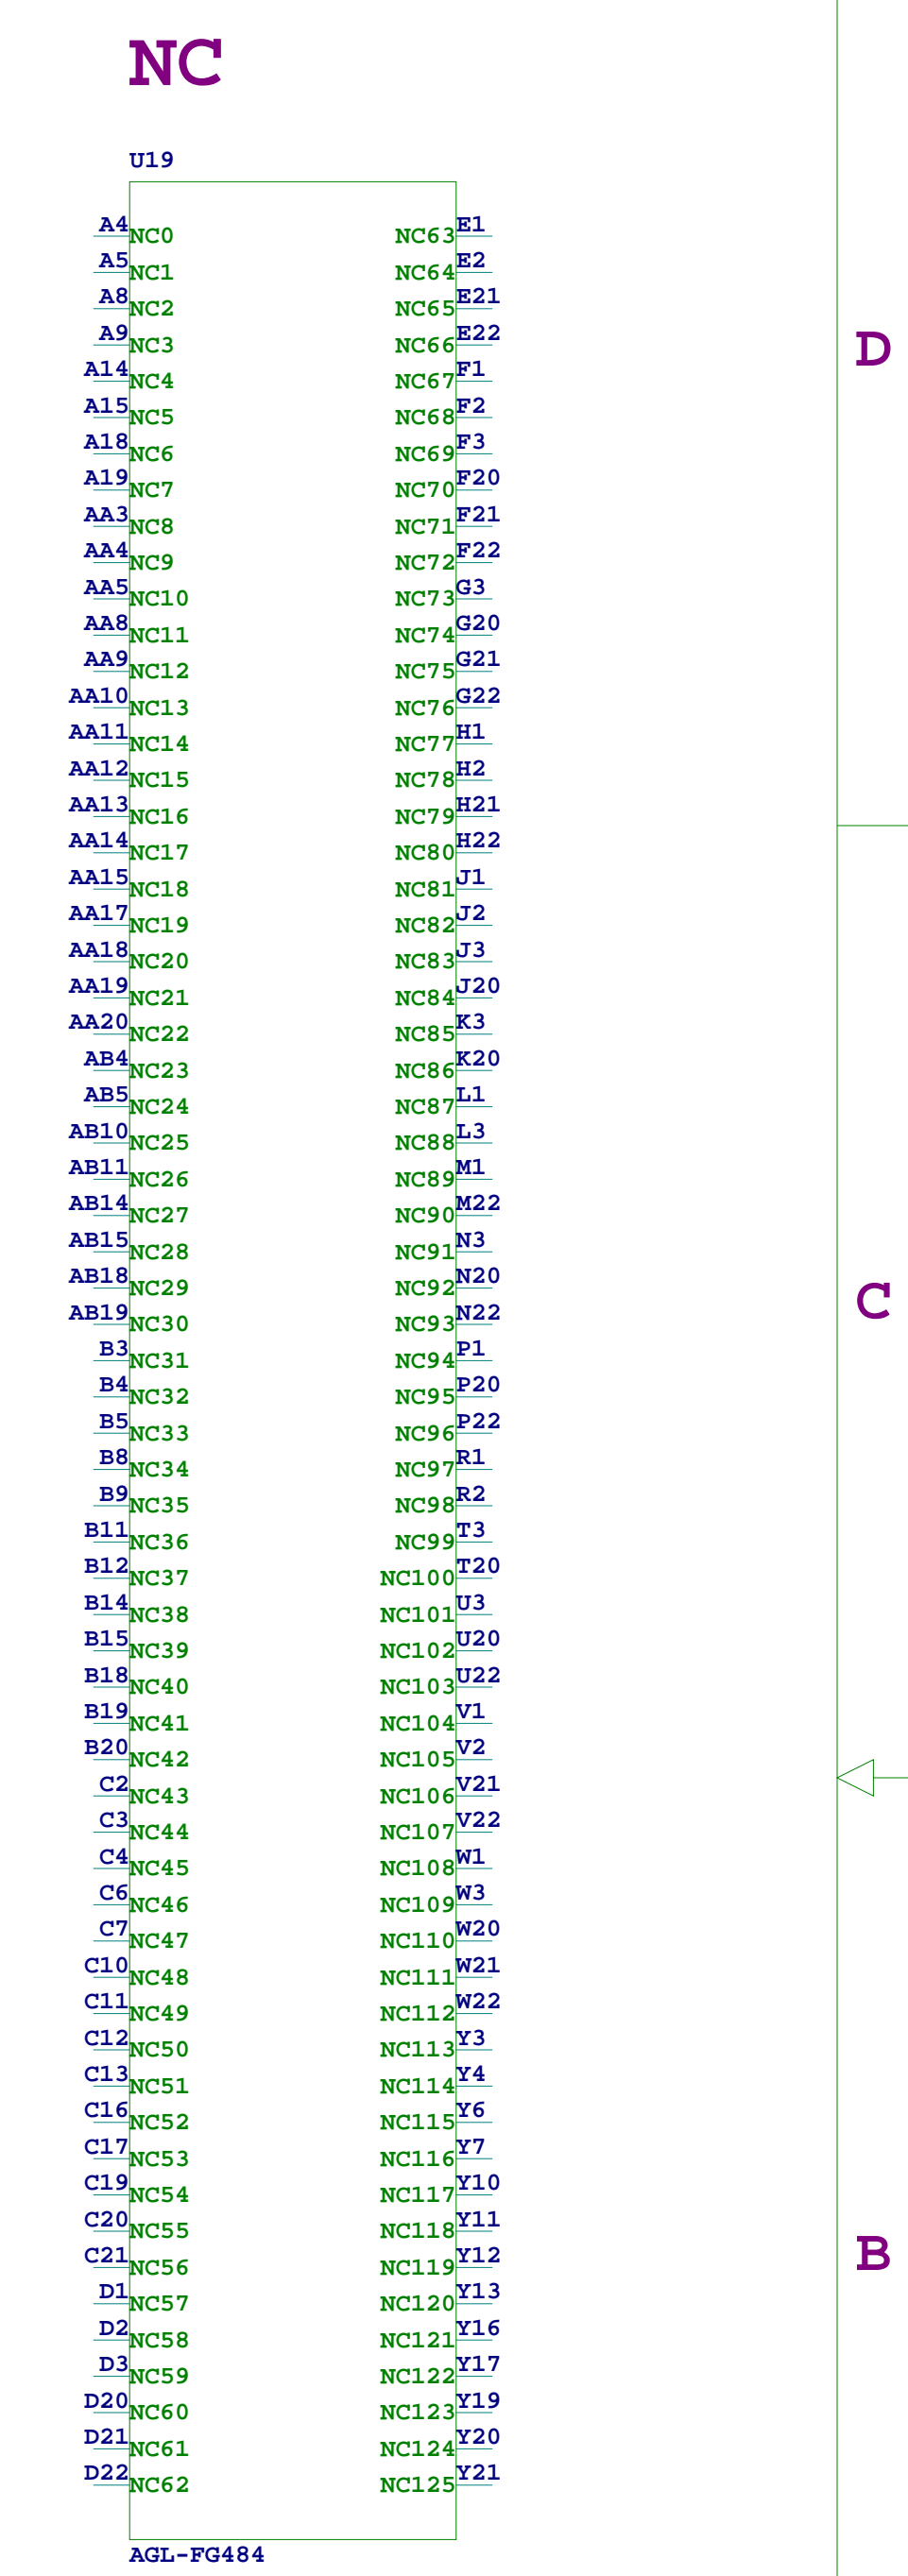 NC
U19
A4 NC0 NC63 E1
A5 NC1 NC64 E2
A8 NC2 NC65 E21
A9 NC3 NC66 E22
D
A14 NC4 NC67 F1
A15 NC5 NC68 F2
A18 NC6 NC69 F3
A19 NC7 NC70 F20
AA3 NC8 NC71 F21
AA4 NC9 NC72 F22
AA5 NC10 NC73 G3
AA8 NC11 NC74 G20
AA9 NC12 NC75 G21
AA10 NC13 NC76 G22
AA11 NC14 NC77 H1
AA12 NC15 NC78 H2
AA13 NC16 NC79 H21
AA14 NC17 NC80 H22
AA15 NC18 NC81 J1
AA17 NC19 NC82 J2
AA18 NC20 NC83 J3
AA19 NC21 NC84 J20
AA20 NC22 NC85 K3
AB4 NC23 NC86 K20
AB5 NC24 NC87 L1
AB10 NC25 NC88 L3
AB11 NC26 NC89 M1
AB14 NC27 NC90 M22
AB15 NC28 NC91 N3
AB18 NC29 NC92 N20
C
AB19 NC30 NC93 N22
B3 NC31 NC94 P1
B4 NC32 NC95 P20
B5 NC33 NC96 P22
B8 NC34 NC97 R1
B9 NC35 NC98 R2
B11 NC36 NC99 T3
B12 NC37 NC100 T20
B14 NC38 NC101 U3
B15 NC39 NC102 U20
B18 NC40 NC103 U22
B19 NC41 NC104 V1
B20 NC42 NC105 V2
C2 NC43 NC106 V21
C3 NC44 NC107 V22
C4 NC45 NC108 W1
C6 NC46 NC109 W3
C7 NC47 NC110 W20
C10 NC48 NC111 W21
C11 NC49 NC112 W22
C12 NC50 NC113 Y3
C13 NC51 NC114 Y4
C16 NC52 NC115 Y6
C17 NC53 NC116 Y7
C19 NC54 NC117 Y10
C20 NC55 NC118 Y11
C21 NC56 NC119 Y12
B
D1 NC57 NC120 Y13
D2 NC58 NC121 Y16
D3 NC59 NC122 Y17
D20 NC60 NC123 Y19
D21 NC61 NC124 Y20
D22 NC62 NC125 Y21
AGL-FG484